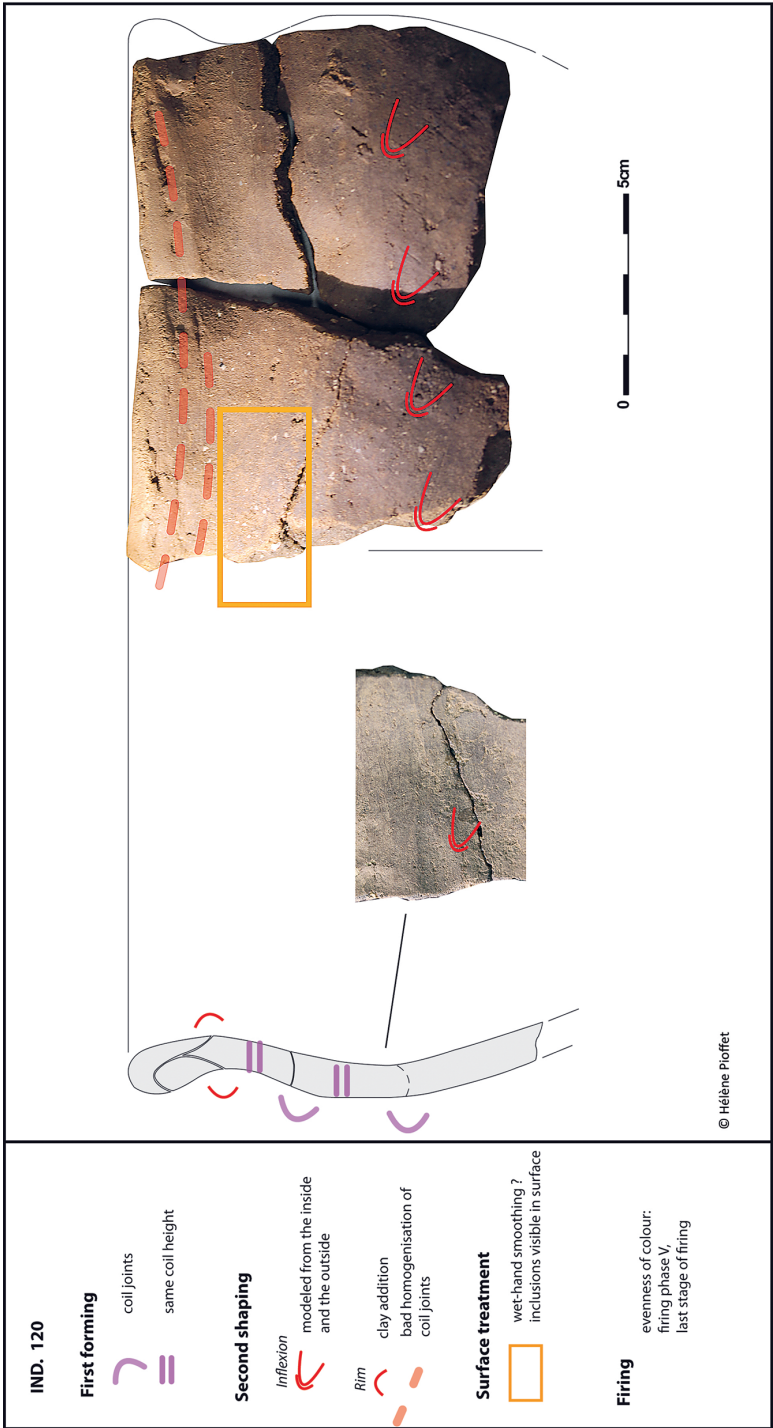 IND. 120
First forming
coil joints
same coil height
Second shaping
Inflexion
modeled from the inside
and the outside
Rim
clay addition
bad homogenisation of
coil joints
Surface treatment
wet-hand smoothing ?
inclusions visible in surface
Firing
evenness of colour:
firing phase V,
last stage of firing
© Hélène Pioffet
0
5cm